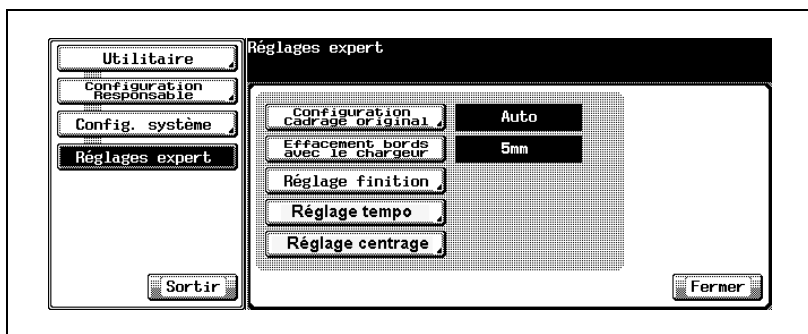 Utilitaire
Configuration
Responsable
Config. système
Réglages expert
Sortir
Réglages expert
Configuration
Cadrage original
Auto
Effacement bords
avec le chargeur
5mm
Réglage finition
Réglage tempo
Réglage centrage
Fermer